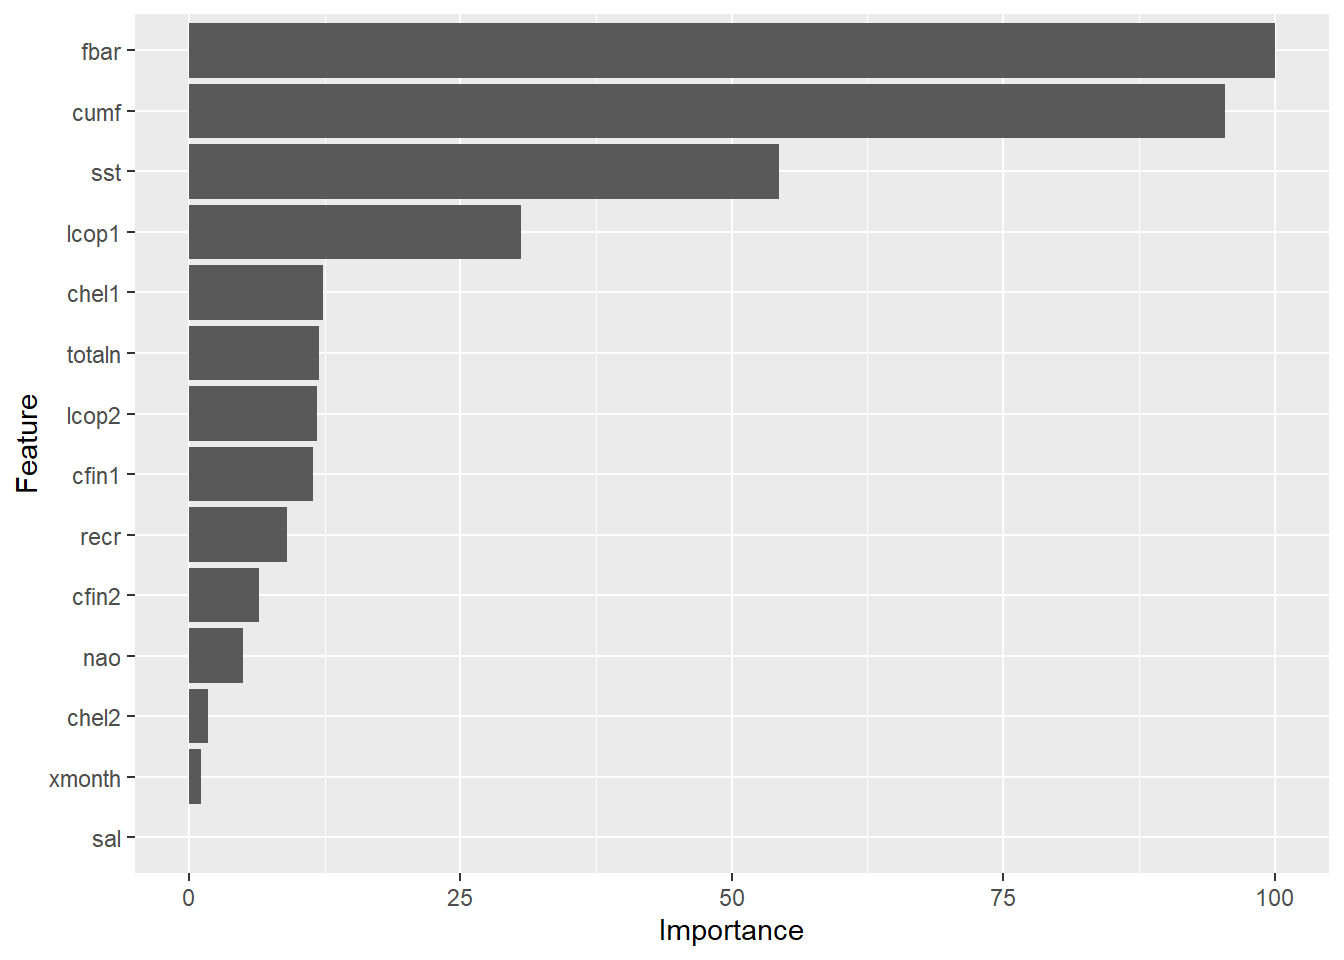 fbar
cumf
sst
lcop1
chel1
totaln
lcop2
cfin1
recr
cfin2
nao
chel2
xmonth
sal
Feature
0 25 50 75 100
Importance